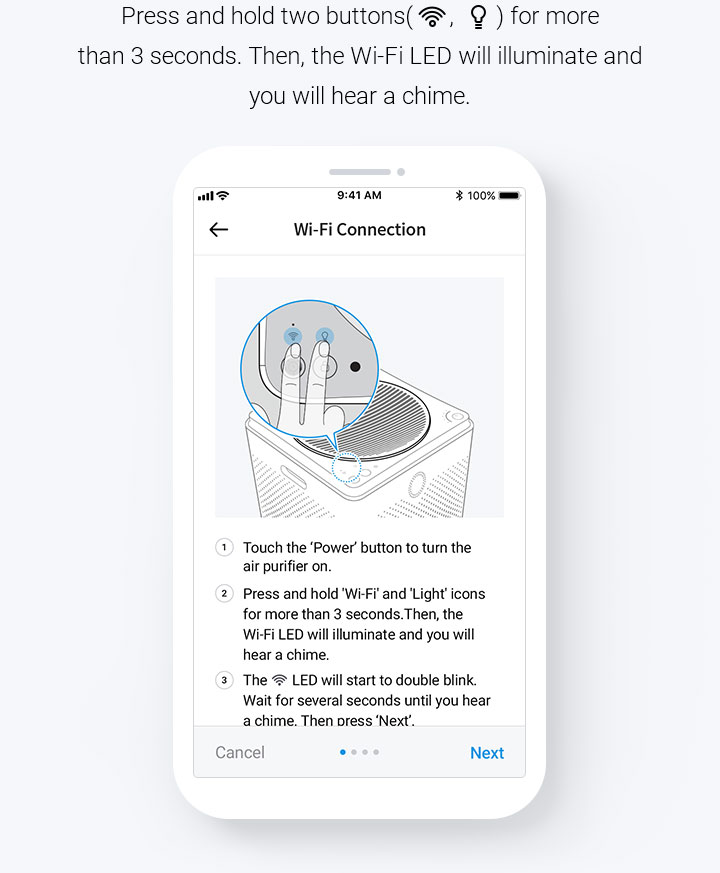 Press and hold two buttons( , ) for more
than 3 seconds. Then, the Wi-Fi LED will illuminate and
you will hear a chime.
9:41 AM
100%
Wi-Fi Connection
1 Touch the ‘Power’ button to turn the
air purifier on.
2 Press and hold 'Wi-Fi' and 'Light' icons
for more than 3 seconds.Then, the
Wi-Fi LED will illuminate and you will
hear a chime.
3 The LED will start to double blink.
Wait for several seconds until you hear
a chime. Then press ‘Next’.
Cancel
Next